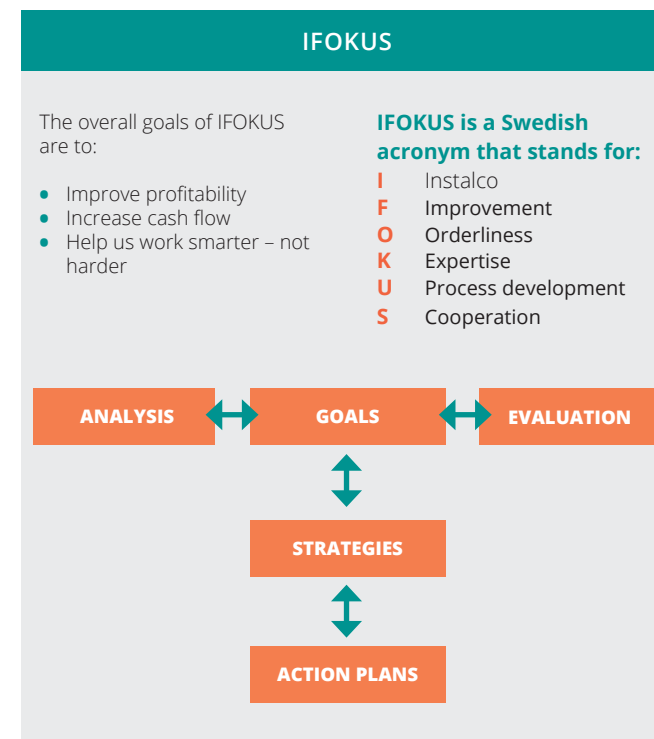 IFOKUS
The overall goals of IFOKUS
are to:
• Improve profitability
• Increase cash flow
• Help us work smarter – not
harder
IFOKUS is a Swedish
acronym that stands for:
I Instalco
F Improvement
O Orderliness
K Expertise
U Process development
S Cooperation
ANALYSIS GOALS EVALUATION
STRATEGIES
ACTION PLANS